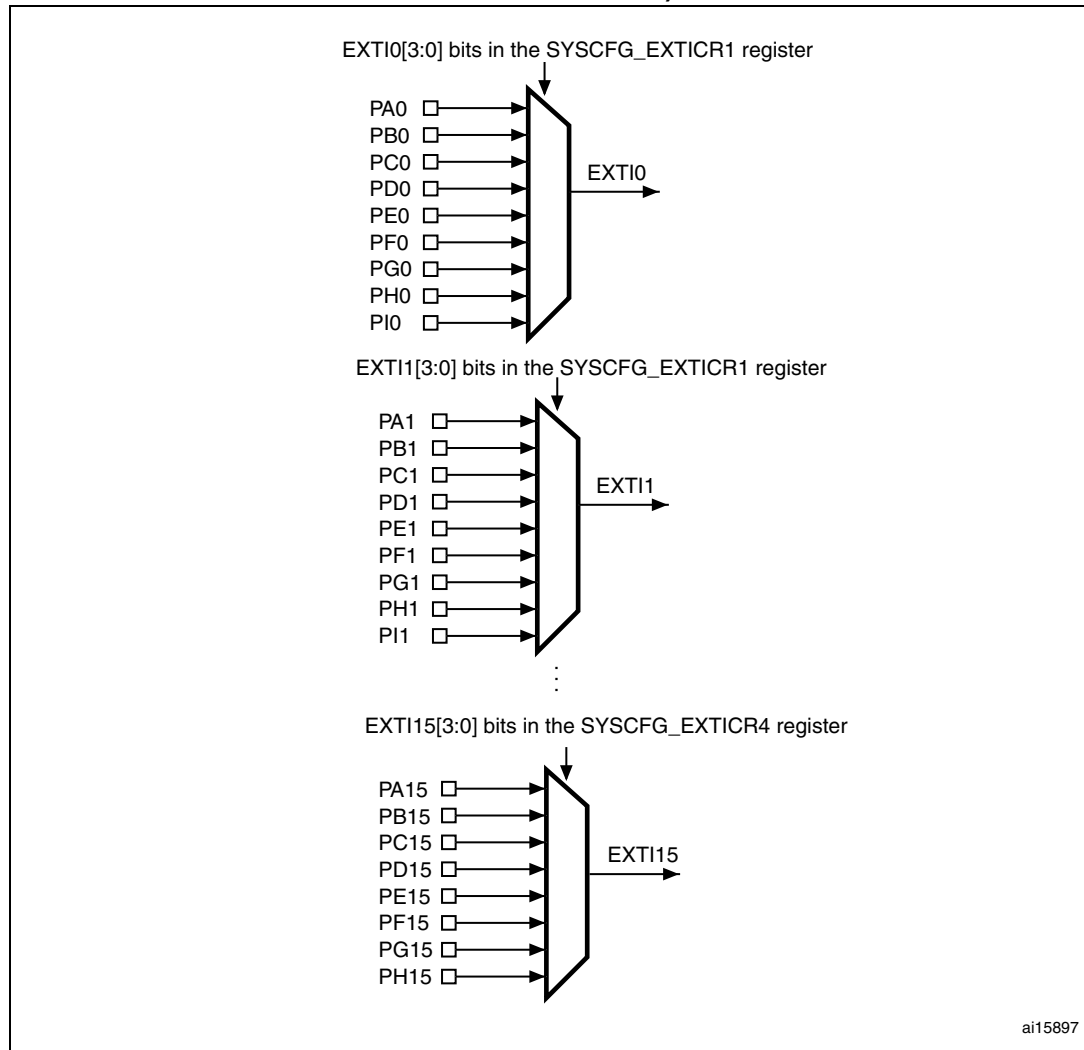 EXTI0[3:0] bits in the SYSCFG_EXTICR1 register
PA0
PB0
PC0
PD0
PE0
PF0
PG0
PH0
PI0
EXTI0
EXTI1[3:0] bits in the SYSCFG_EXTICR1 register
PA1
PB1
PC1
PD1
PE1
PF1
PG1
PH1
PI1
EXTI1
EXTI15[3:0] bits in the SYSCFG_EXTICR4 register
PA15
PB15
PC15
PD15
PE15
PF15
PG15
PH15
EXTI15
ai15897